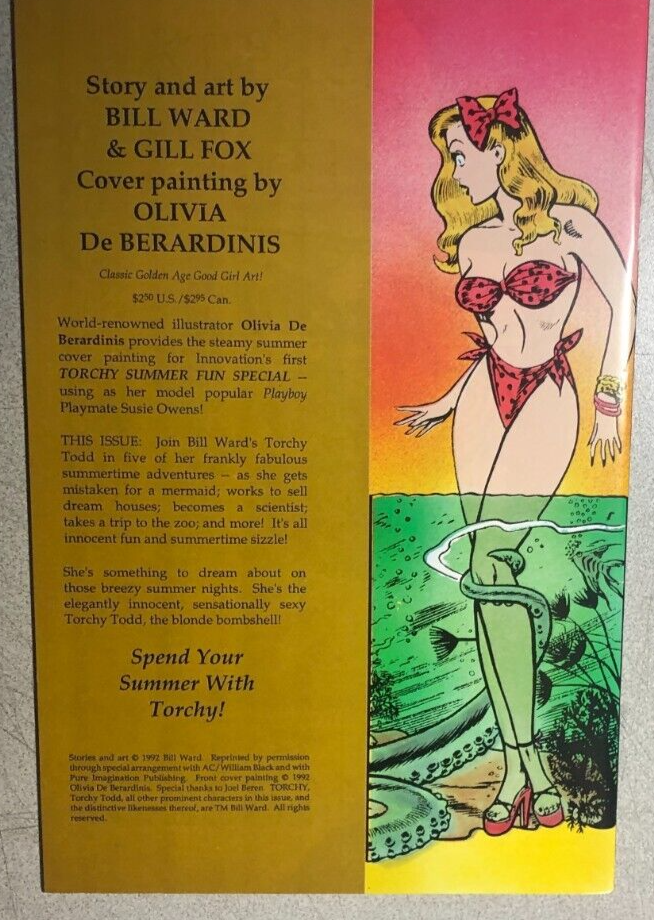 Story and art by
BILL WARD
& GILL FOX
Cover painting by
OLIVIA
De BERARDINIS
Classic Golden Age Good Girl Art!
$2⁵⁰ U.S./$2⁹⁵ Can.
World-renowned illustrator Olivia De
Berardinis provides the steamy summer
cover painting for Innovation's first
TORCHY SUMMER FUN SPECIAL —
using as her model popular Playboy
Playmate Susie Owens!
THIS ISSUE: Join Bill Ward's Torchy
Todd in five of her frankly fabulous
summertime adventures — as she gets
mistaken for a mermaid; works to sell
dream houses; becomes a scientist;
takes a trip to the zoo; and more! It's all
innocent fun and summertime sizzle!
She's something to dream about on
those breezy summer nights. She's the
elegantly innocent, sensationally sexy
Torchy Todd, the blonde bombshell!
Spend Your
Summer With
Torchy!
Stories and art © 1992 Bill Ward. Reprinted by permission
through special arrangement with AC/William Black and with
Pure Imagination Publishing. Front cover painting © 1992
Olivia De Berardinis. Special thanks to Joel Beren. TORCHY,
Torchy Todd, all other prominent characters in this issue, and
the distinctive likenesses thereof, are TM Bill Ward. All rights
reserved.